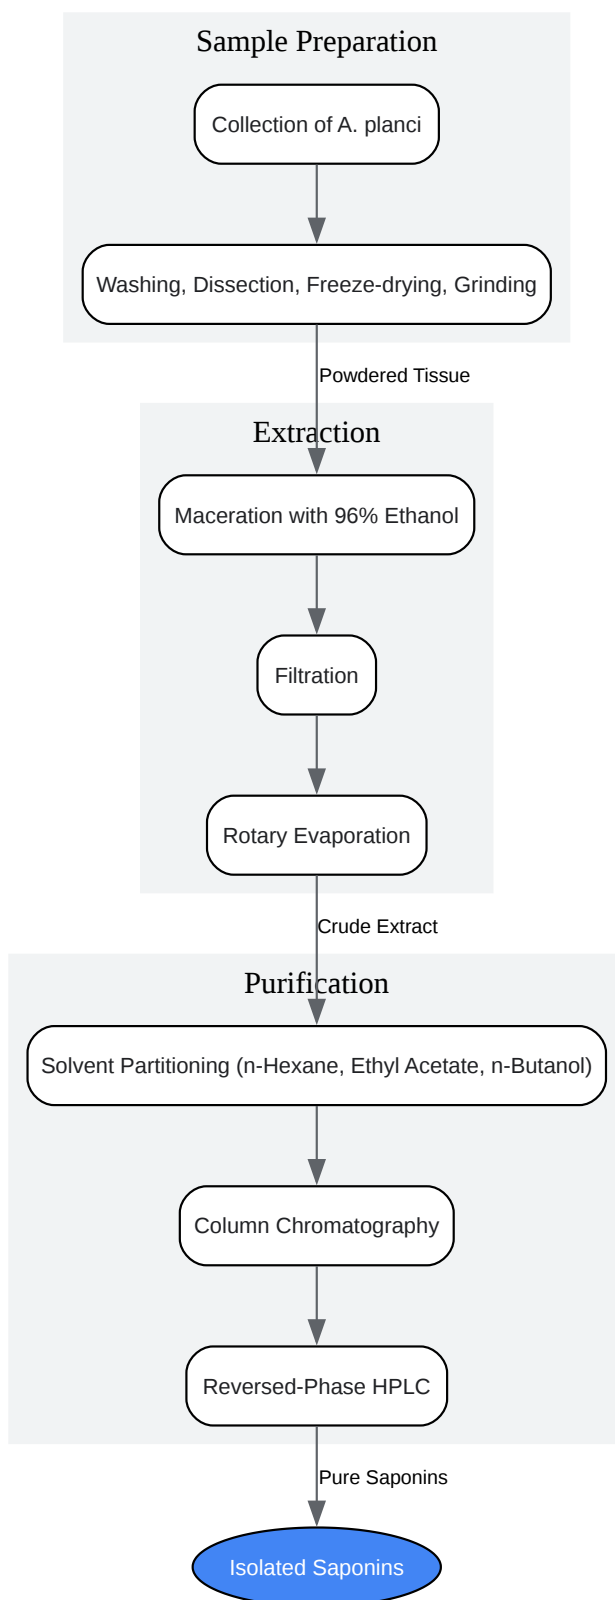 Sample Preparation
Collection of A. planci
Washing, Dissection, Freeze-drying, Grinding
Powdered Tissue
Extraction
Maceration with 96% Ethanol
Filtration
Rotary Evaporation
Crude Extract
Purification
Solvent Partitioning (n-Hexane, Ethyl Acetate, n-Butanol)
Column Chromatography
Reversed-Phase HPLC
Pure Saponins
Isolated Saponins